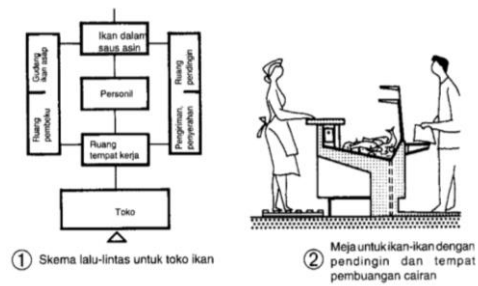 Ikan dalam
saus asin
Gudang
ikan asap
Ruang
pendingin
Personil
Ruang
pembeku
Pengiriman,
penyerahan
Ruang
tempat kerja
Toko
1 Skema lalu-lintas untuk toko ikan
2 Meja untuk ikan-ikan dengan
pendingin dan tempat
pembuangan cairan